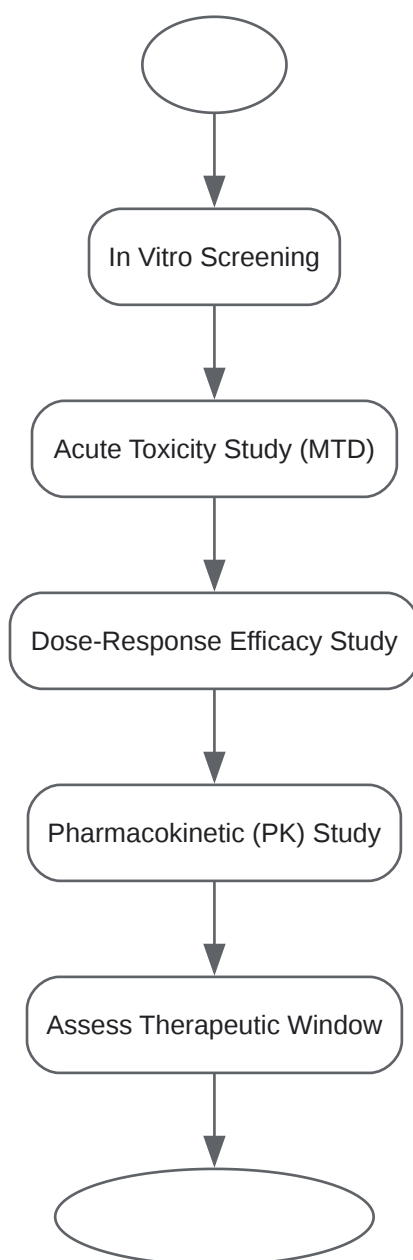 In Vitro Screening
Acute Toxicity Study (MTD)
Dose-Response Efficacy Study
Pharmacokinetic (PK) Study
Assess Therapeutic Window